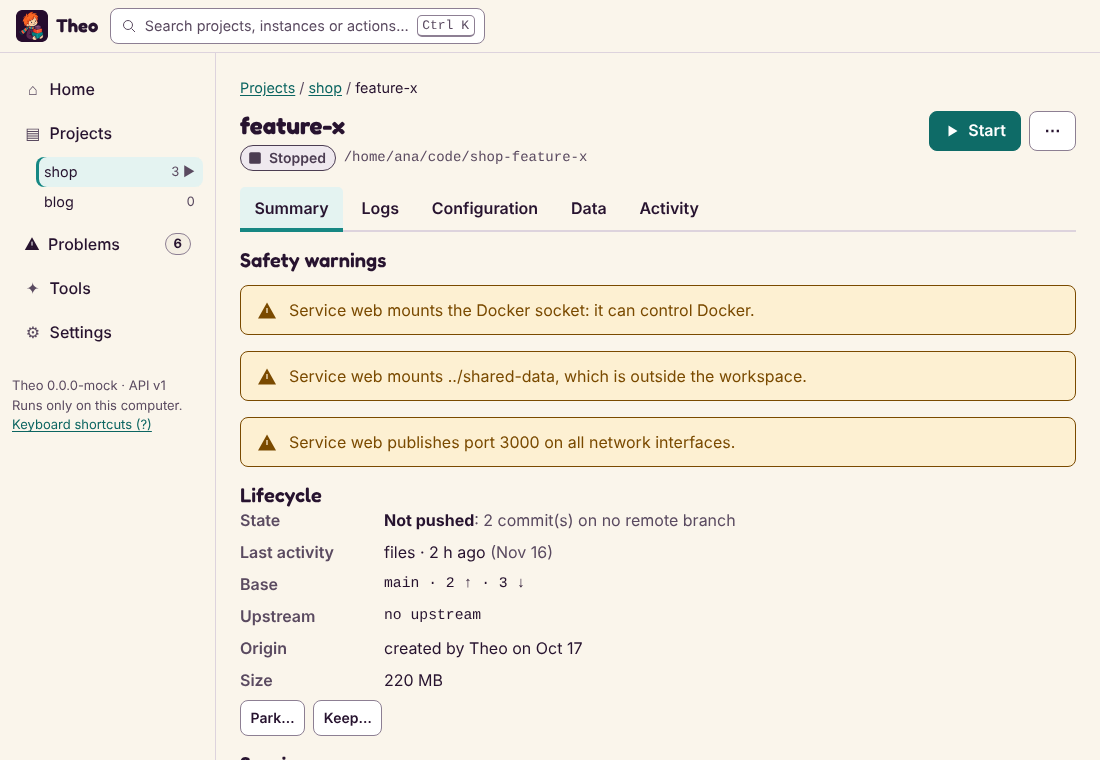 Theo
Search projects, instances or actions... Ctrl K
Home
Projects
shop 3
blog 0
Problems 6
Tools
Settings
Theo 0.0.0-mock · API v1
Runs only on this computer.
Keyboard shortcuts (?)
Projects / shop / feature-x
feature-x
Start
...
Stopped /home/ana/code/shop-feature-x
Summary Logs Configuration Data Activity
Safety warnings
Service web mounts the Docker socket: it can control Docker.
Service web mounts ../shared-data, which is outside the workspace.
Service web publishes port 3000 on all network interfaces.
Lifecycle
State Not pushed: 2 commit(s) on no remote branch
Last activity files · 2 h ago (Nov 16)
Base main · 2 ↑ · 3 ↓
Upstream no upstream
Origin created by Theo on Oct 17
Size 220 MB
Park... Keep...